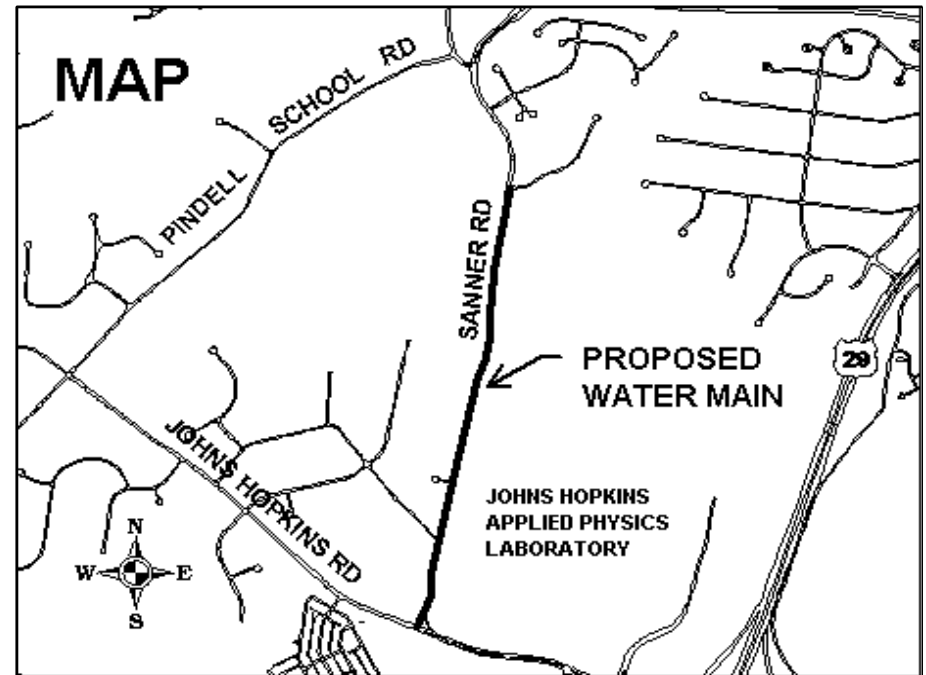 MAP
PINDELL SCHOOL RD
SANNER RD
PROPOSED
WATER MAIN
29
JOHNS HOPKINS RD
JOHNS HOPKINS
APPLIED PHYSICS
LABORATORY
N
W E
S